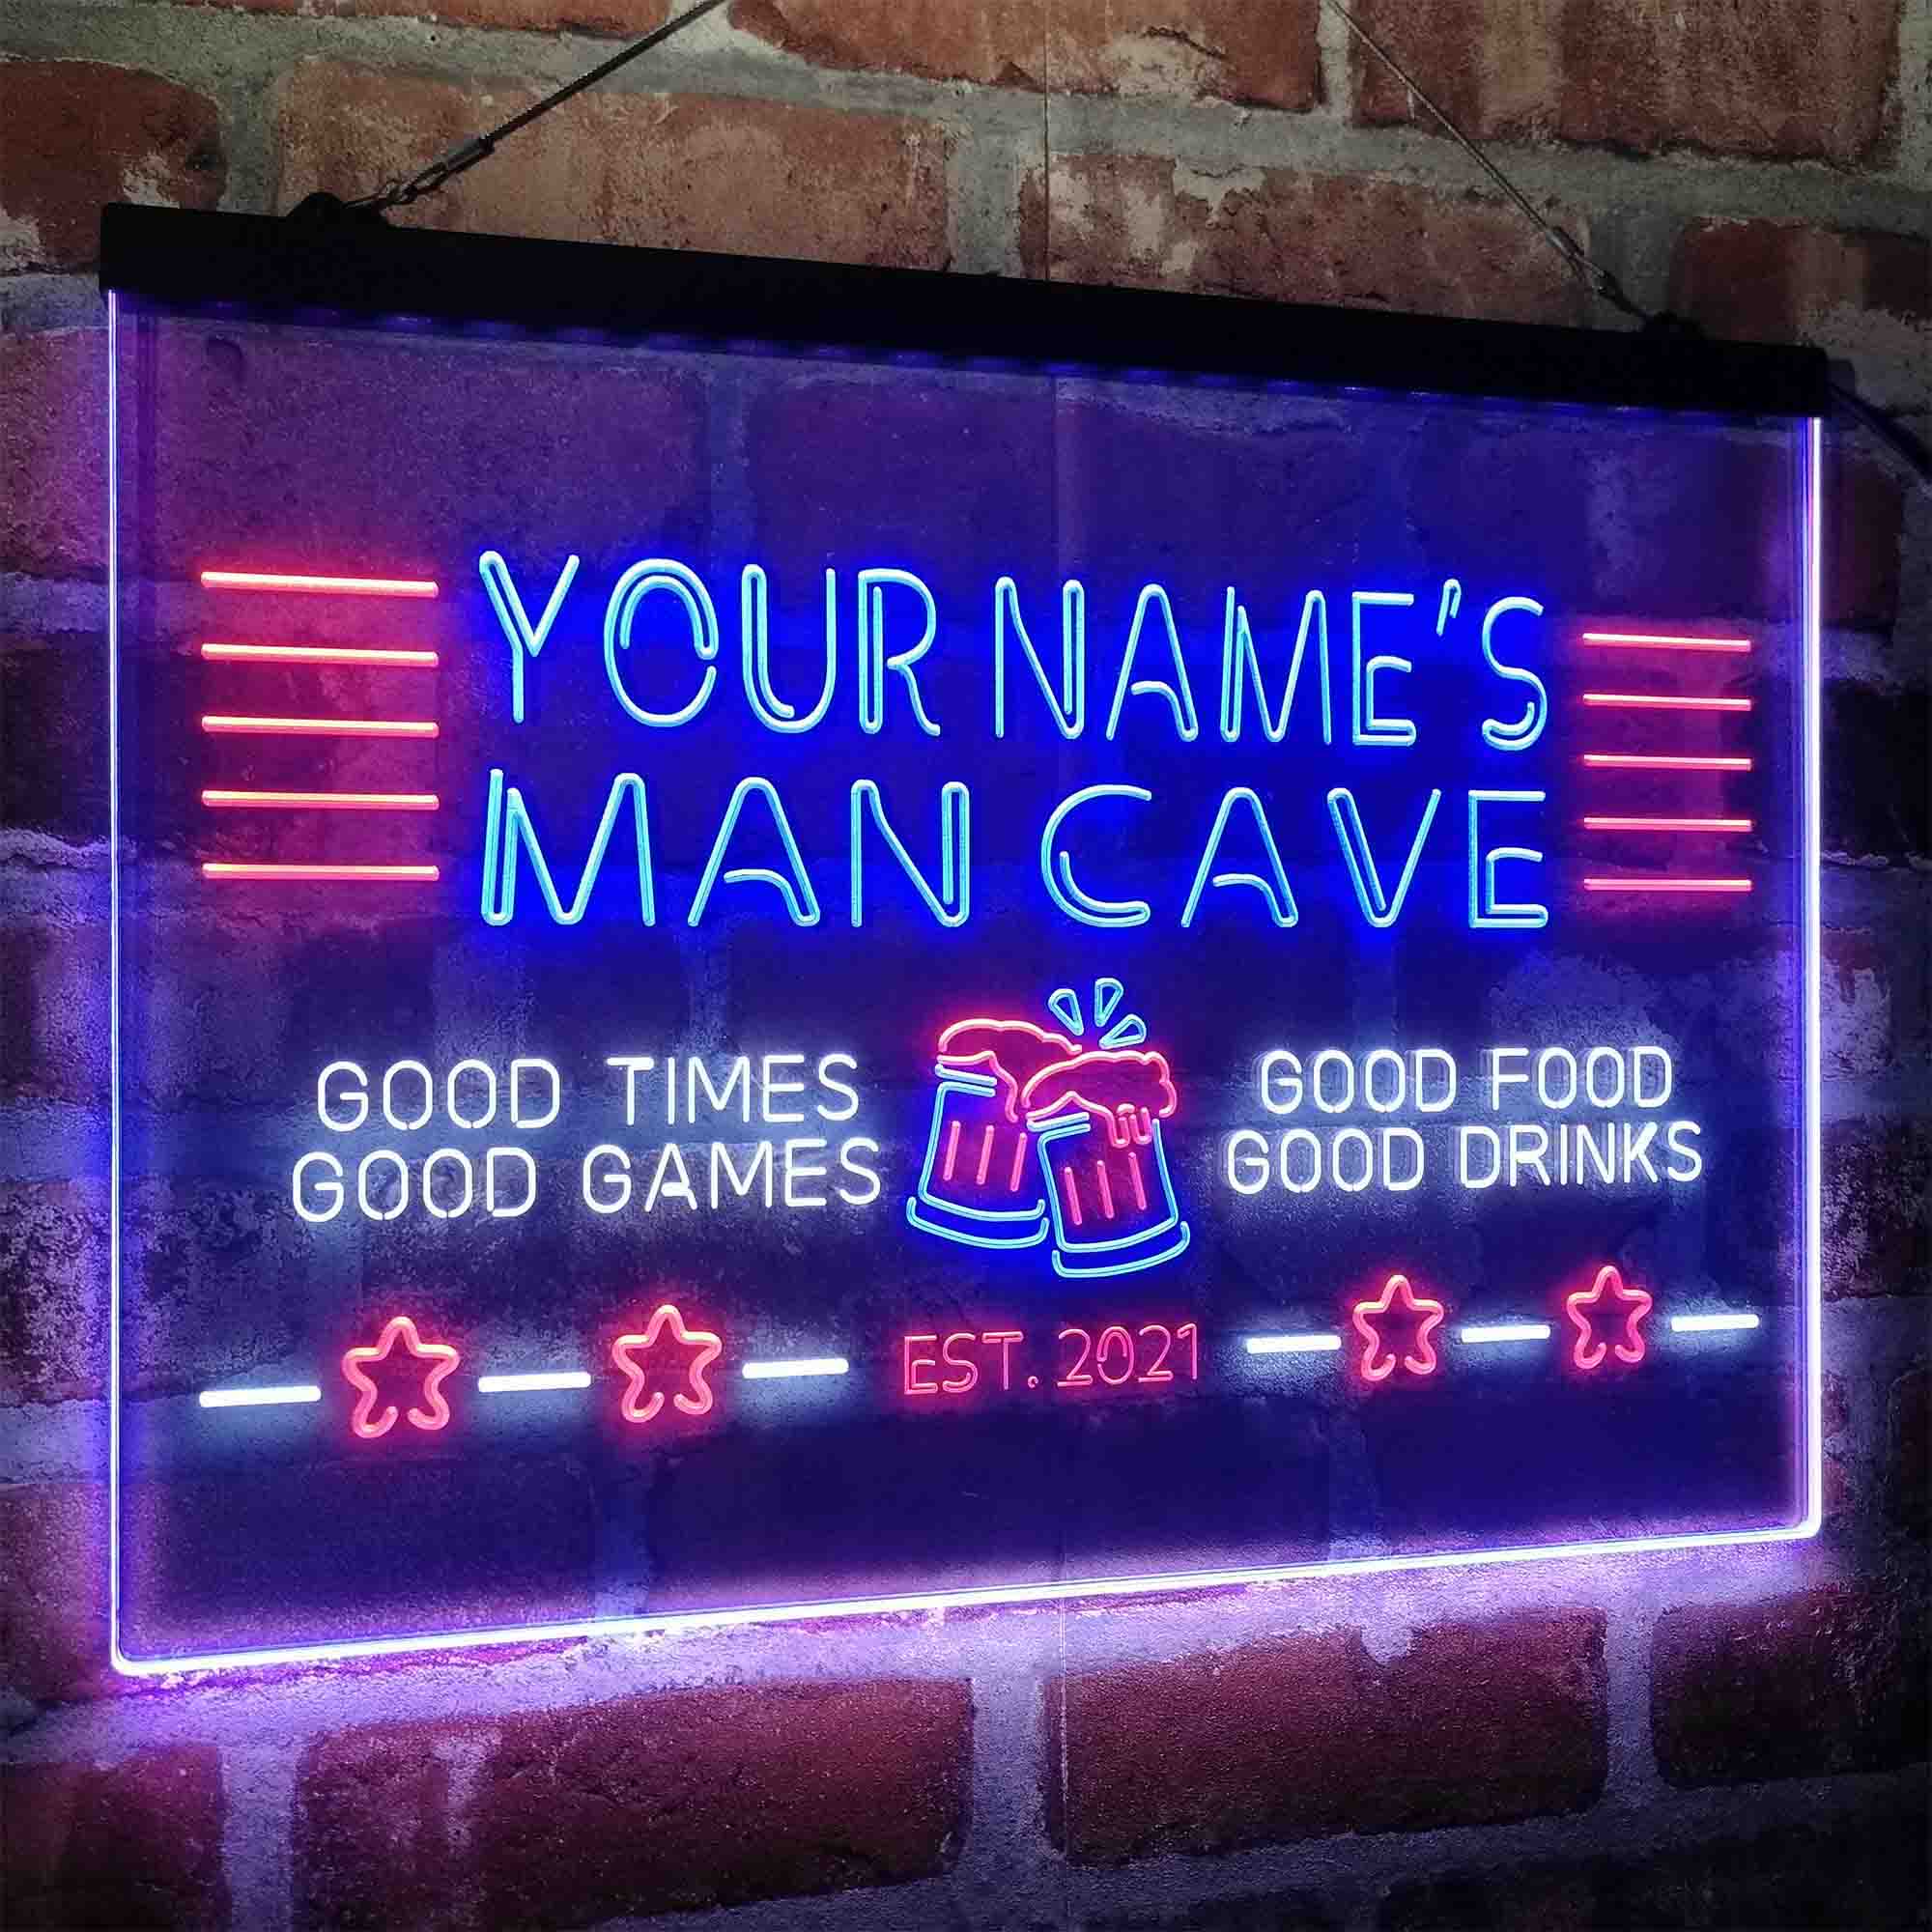 YOUR NAME'S
MAN CAVE
GOOD TIMES
GOOD GAMES
GOOD FOOD
GOOD DRINKS
EST. 2021